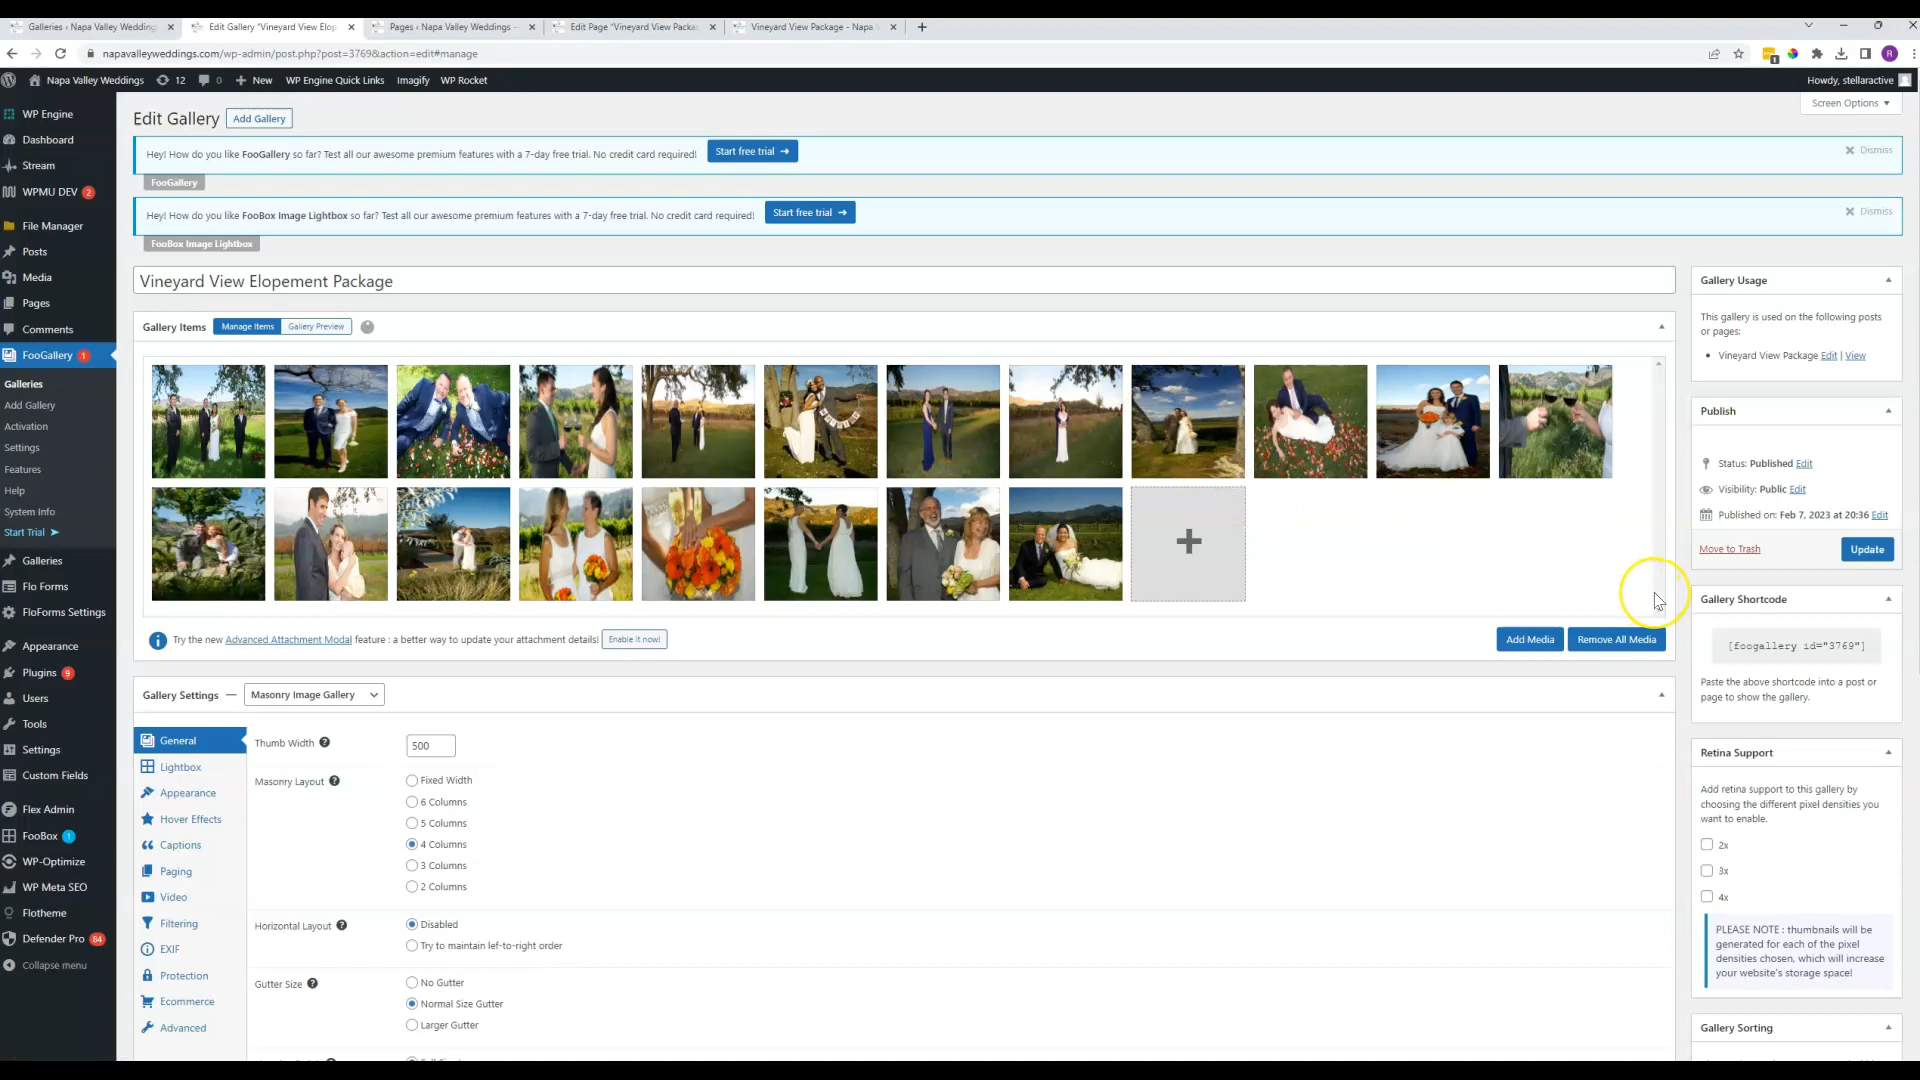 Galleries ‹ Napa Valley Weddings
Edit Gallery "Vineyard View Elop
Pages ‹ Napa Valley Weddings —
Edit Page "Vineyard View Packa
Vineyard View Package - Napa
napavalleyweddings.com/wp-admin/post.php?post=3769&action=edit#manage
Napa Valley Weddings
12
0
New
WP Engine Quick Links
Imagify
WP Rocket
Howdy, stellaractive
Screen Options
WP Engine
Dashboard
Stream
WPMU DEV 2
File Manager
Posts
Media
Pages
Comments
FooGallery 1
Galleries
Add Gallery
Activation
Settings
Features
Help
System Info
Start Trial ➤
Galleries
Flo Forms
FloForms Settings
Appearance
Plugins 9
Users
Tools
Settings
Custom Fields
Flex Admin
FooBox 1
WP-Optimize
WP Meta SEO
Flotheme
Defender Pro 84
Collapse menu
Edit Gallery
Add Gallery
Hey! How do you like FooGallery so far? Test all our awesome premium features with a 7-day free trial. No credit card required!
Start free trial ➜
Dismiss
FooGallery
Hey! How do you like FooBox Image Lightbox so far? Test all our awesome premium features with a 7-day free trial. No credit card required!
Start free trial ➜
Dismiss
FooBox Image Lightbox
Vineyard View Elopement Package
Gallery Items
Manage Items
Gallery Preview
Try the new Advanced Attachment Modal feature : a better way to update your attachment details!
Enable it now!
Add Media
Remove All Media
Gallery Settings —
Masonry Image Gallery
General
Lightbox
Appearance
Hover Effects
Captions
Paging
Video
Filtering
EXIF
Protection
Ecommerce
Advanced
Thumb Width
500
Masonry Layout
Fixed Width
6 Columns
5 Columns
4 Columns
3 Columns
2 Columns
Horizontal Layout
Disabled
Try to maintain left-to-right order
Gutter Size
No Gutter
Normal Size Gutter
Larger Gutter
Gallery Usage
This gallery is used on the following posts
or pages:
Vineyard View Package Edit | View
Publish
Status: Published Edit
Visibility: Public Edit
Published on: Feb 7, 2023 at 20:36 Edit
Move to Trash
Update
Gallery Shortcode
[foogallery id="3769"]
Paste the above shortcode into a post or
page to show the gallery.
Retina Support
Add retina support to this gallery by
choosing the different pixel densities you
want to enable.
2x
3x
4x
PLEASE NOTE : thumbnails will be
generated for each of the pixel
densities chosen, which will increase
your website's storage space!
Gallery Sorting